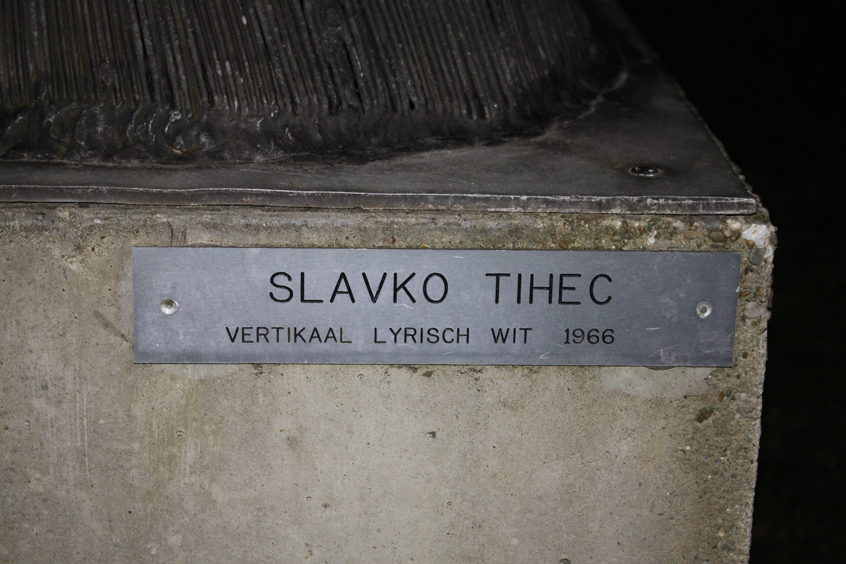 SLAVKO TIHEC
VERTIKAAL LYRISCH WIT 1966